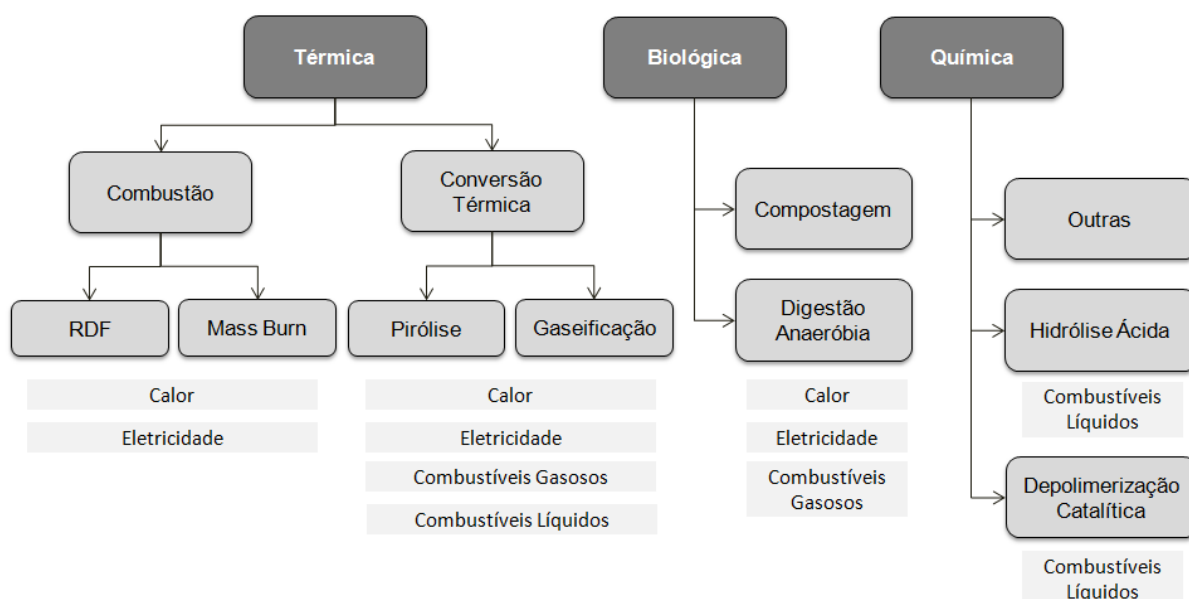 Térmica
Biológica
Química
Combustão
Conversão
Térmica
Compostagem
Outras
RDF
Mass Burn
Pirólise
Gaseificação
Digestão
Anaeróbia
Hidrólise Ácida
Calor
Eletricidade
Calor
Eletricidade
Combustíveis Gasosos
Combustíveis Líquidos
Calor
Eletricidade
Combustíveis
Gasosos
Combustíveis
Líquidos
Depolimerização
Catalítica
Combustíveis
Líquidos